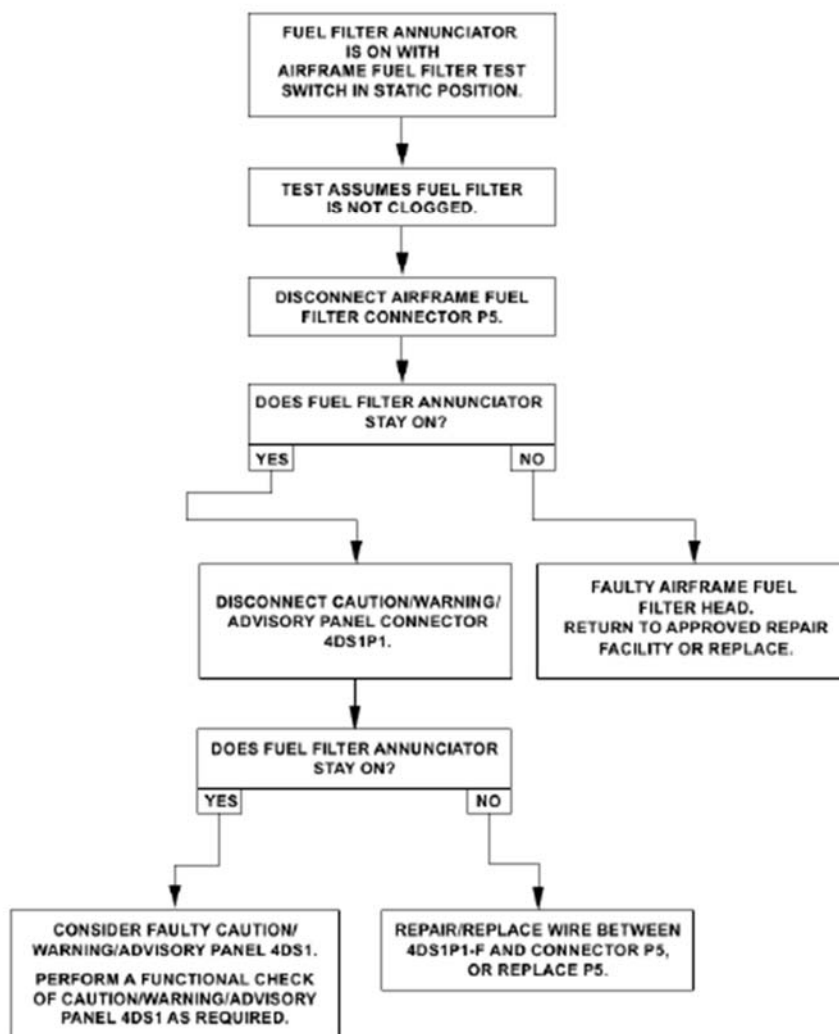 FUEL FILTER ANNUNCIATOR
IS ON WITH
AIRFRAME FUEL FILTER TEST
SWITCH IN STATIC POSITION.
TEST ASSUMES FUEL FILTER
IS NOT CLOGGED.
DISCONNECT AIRFRAME FUEL
FILTER CONNECTOR P5.
DOES FUEL FILTER ANNUNCIATOR
STAY ON?
YES
NO
DISCONNECT CAUTION/WARNING/
ADVISORY PANEL CONNECTOR
4DS1P1.
FAULTY AIRFRAME FUEL
FILTER HEAD.
RETURN TO APPROVED REPAIR
FACILITY OR REPLACE.
DOES FUEL FILTER ANNUNCIATOR
STAY ON?
YES
NO
CONSIDER FAULTY CAUTION/
WARNING/ADVISORY PANEL 4DS1.
PERFORM A FUNCTIONAL CHECK
OF CAUTION/WARNING/ADVISORY
PANEL 4DS1 AS REQUIRED.
REPAIR/REPLACE WIRE BETWEEN
4DS1P1-F AND CONNECTOR P5,
OR REPLACE P5.